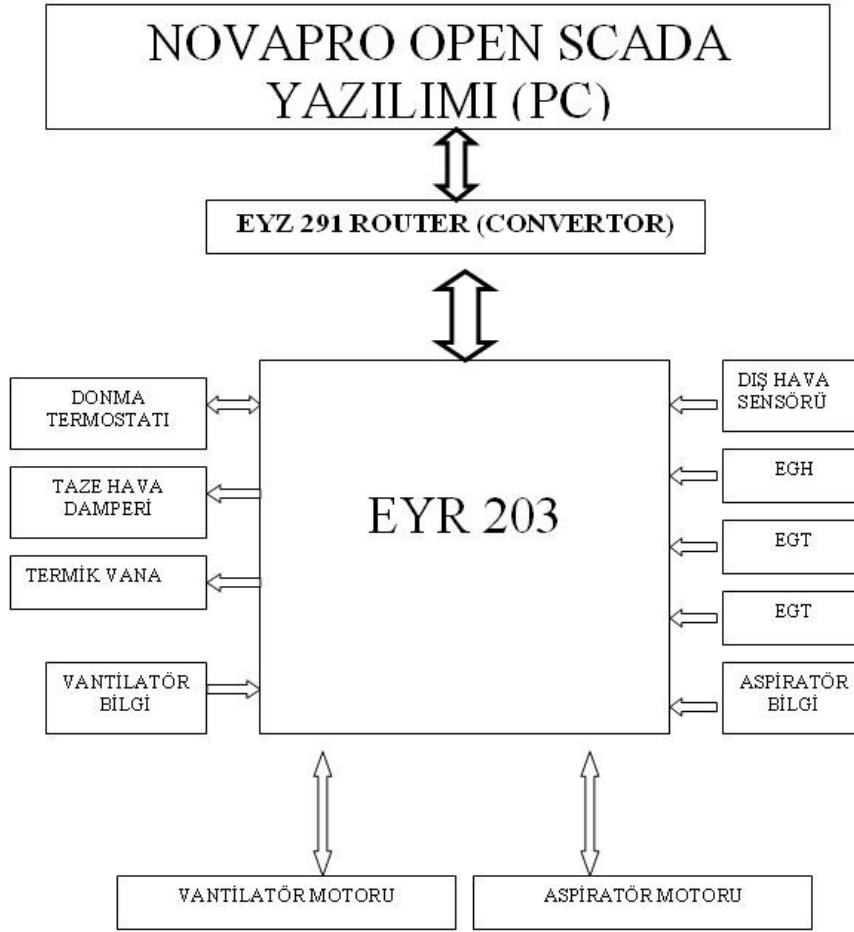 NOVAPRO OPEN SCADA
YAZILIMI (PC)
EYZ 291 ROUTER (CONVERTOR)
DONMA
TERMOSTATI
TAZE HAVA
DAMPERİ
TERMİK VANA
VANTİLATÖR
BİLGİ
EYR 203
DIŞ HAVA
SENSÖRÜ
EGH
EGT
EGT
ASPİRATÖR
BİLGİ
VANTİLATÖR MOTORU
ASPİRATÖR MOTORU